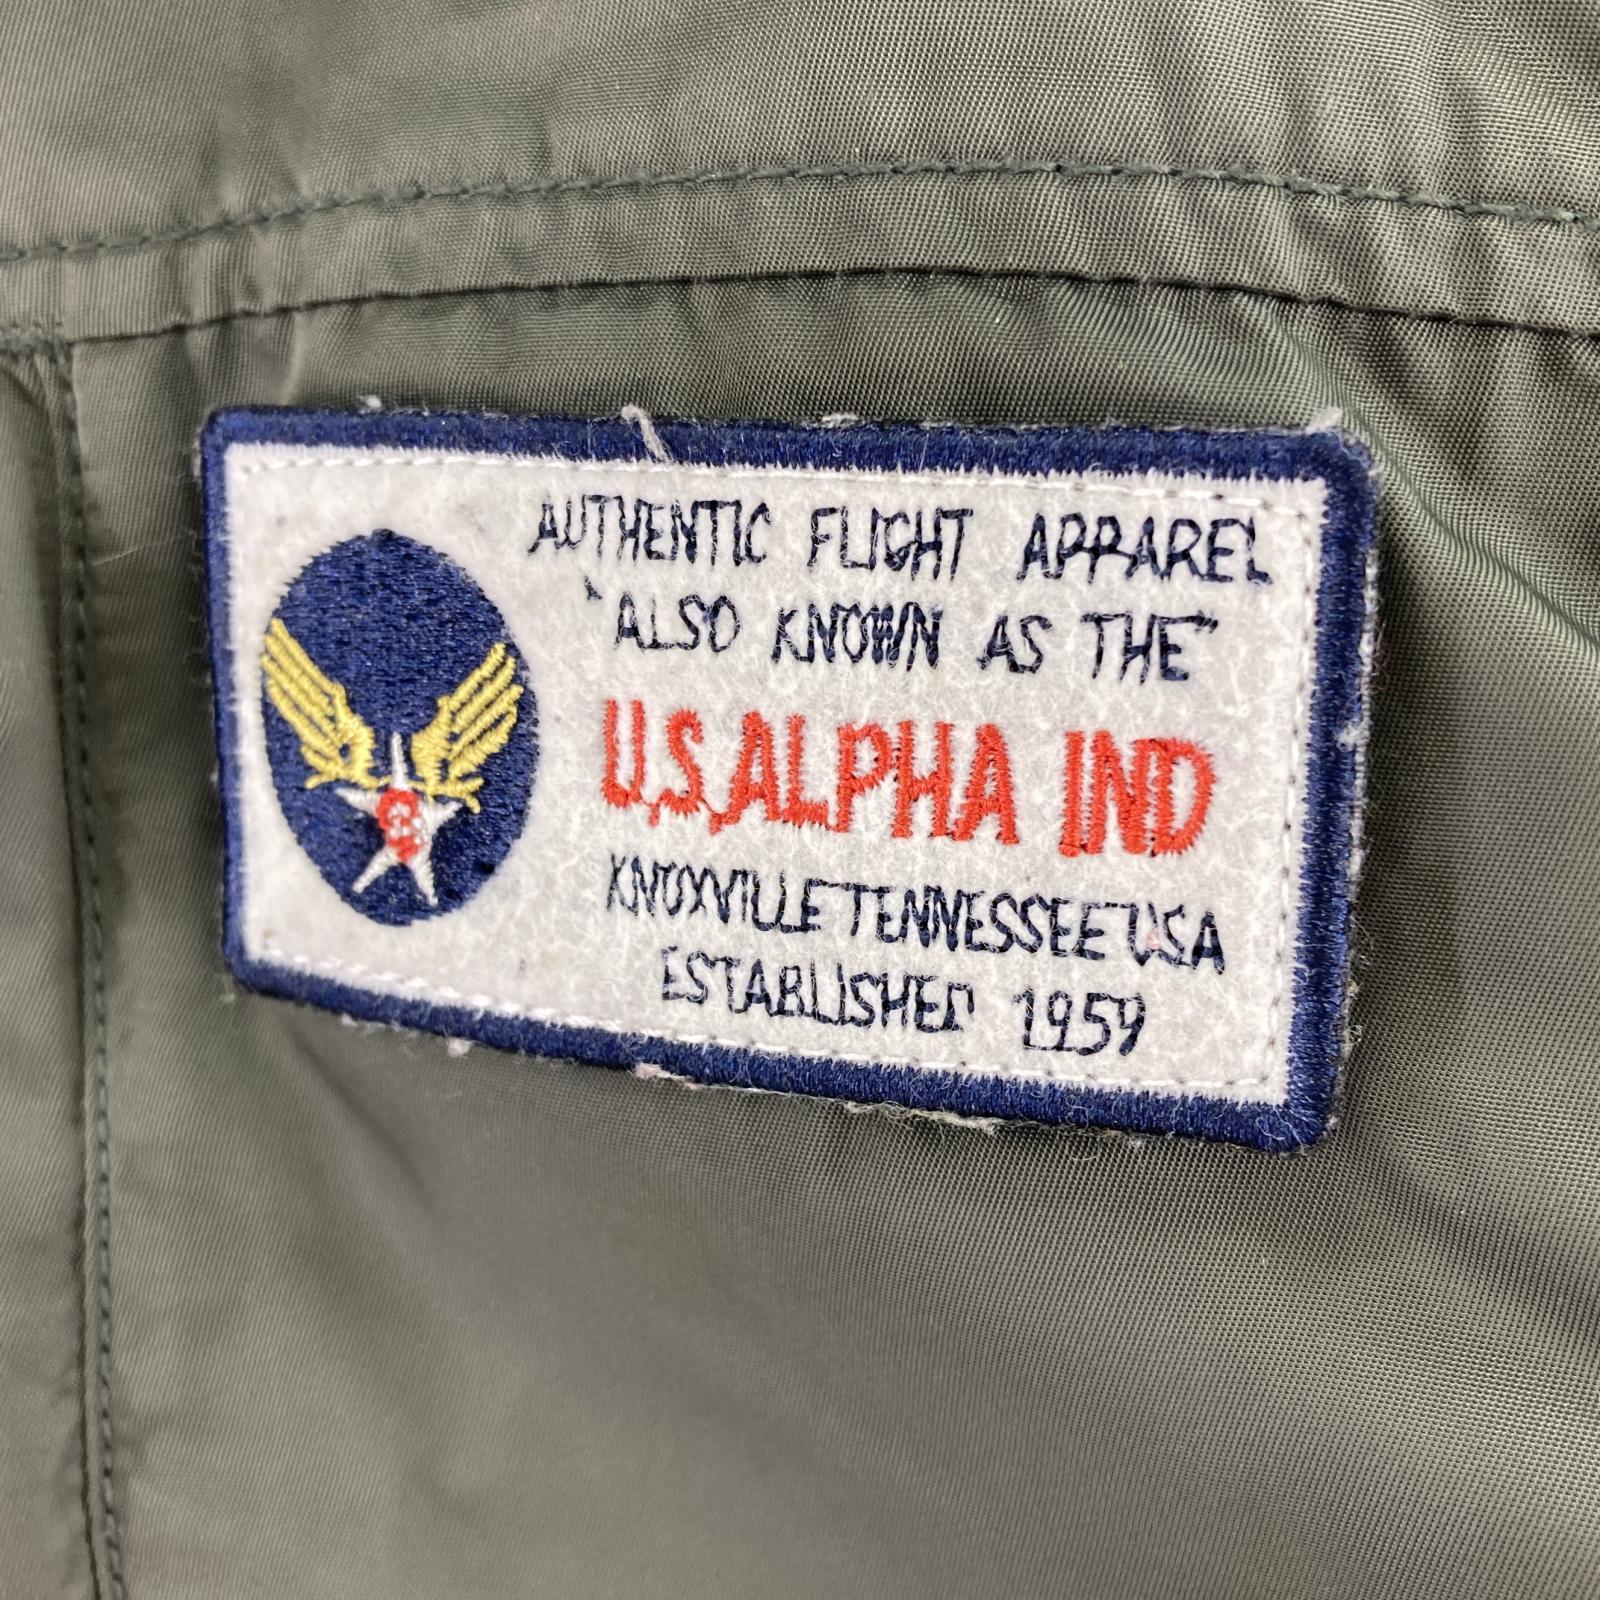 AUTHENTIC FLIGHT APPAREL
"ALSO KNOWN AS THE"
U.S.ALPHA IND
KNOXVILLE TENNESSEE USA
ESTABLISHED 1959